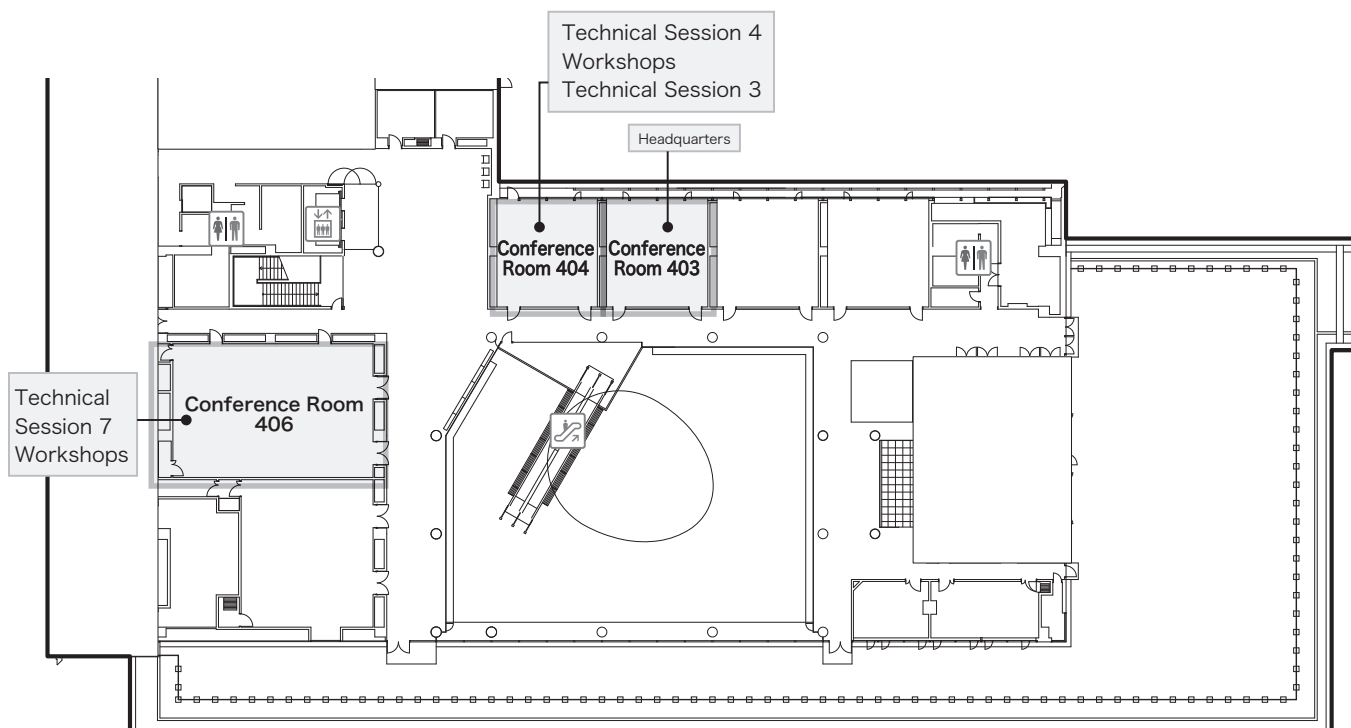 Technical Session 4
Workshops
Technical Session 3
Headquarters
Conference
Room 404
Conference
Room 403
Technical
Session 7
Workshops
Conference Room
406